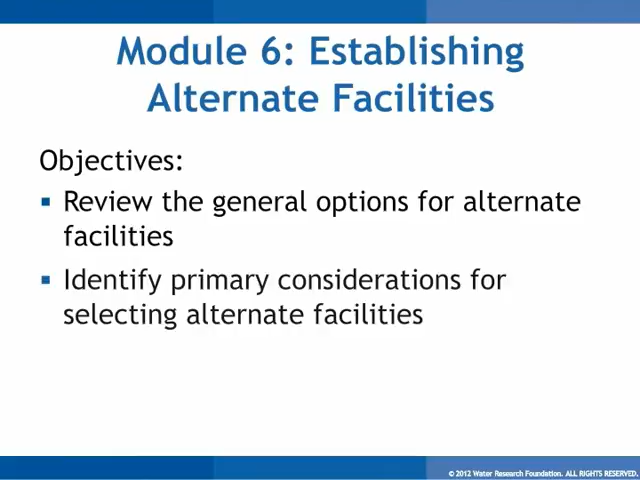 Module 6: Establishing
Alternate Facilities
Objectives:
▪ Review the general options for alternate
facilities
▪ Identify primary considerations for
selecting alternate facilities
© 2012 Water Research Foundation. ALL RIGHTS RESERVED.